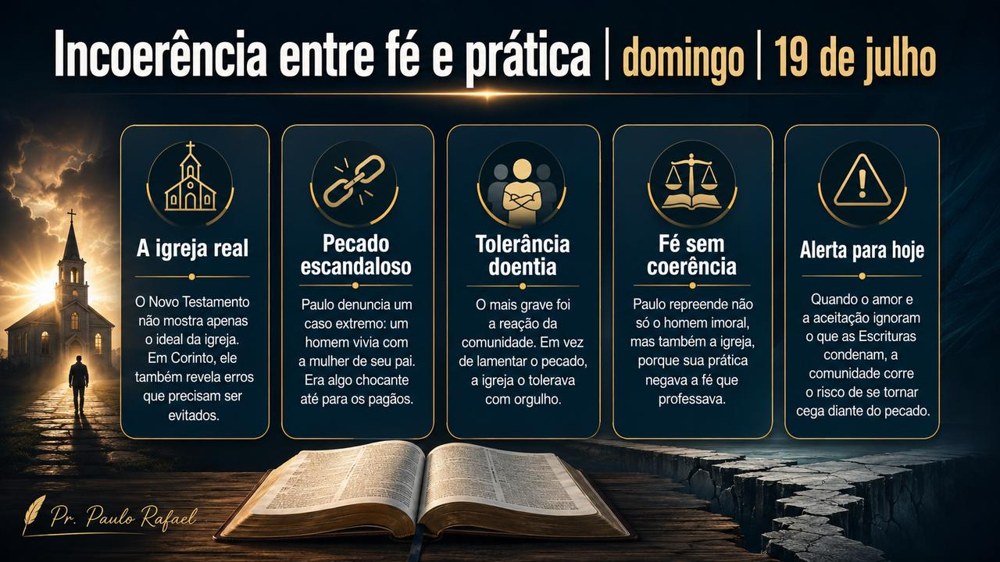 Incoerência entre fé e prática | domingo | 19 de julho
A igreja real
O Novo Testamento
não mostra apenas
o ideal da igreja.
Em Corinto, ele
também revela erros
que precisam ser
evitados.
Pecado
escandaloso
Paulo denuncia um
caso extremo: um
homem vivia com
a mulher de seu pai.
Era algo chocante
até para os pagãos.
Tolerância
doentia
O mais grave foi
a reação da
comunidade. Em vez
de lamentar o pecado,
a igreja o tolerava
com orgulho.
Fé sem
coerência
Paulo repreende não
só o homem imoral,
mas também a igreja,
porque sua prática
negava a fé que
professava.
Alerta para hoje
Quando o amor e
a aceitação ignoram
o que as Escrituras
condenam, a
comunidade corre
o risco de se tornar
cega diante do pecado.
Pr. Paulo Rafael